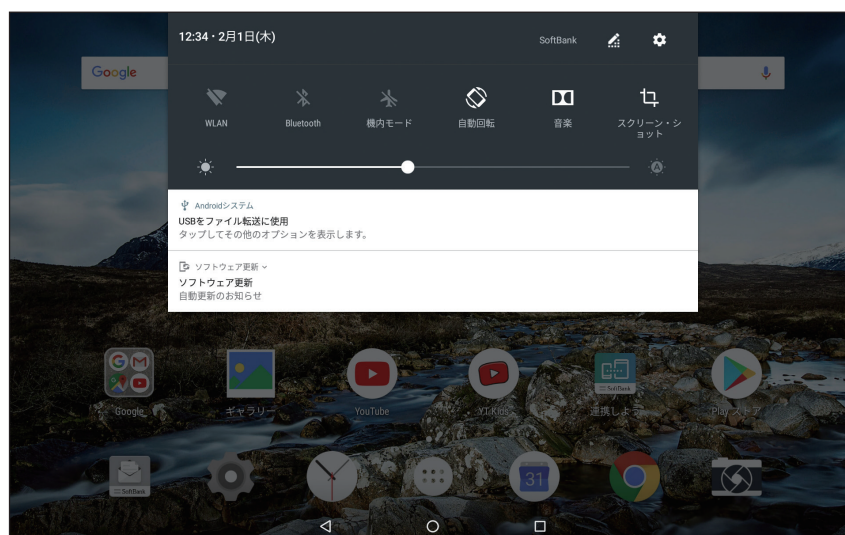 12:34・2月1日(木)
SoftBank
Google
WLAN
Bluetooth
機内モード
自動回転
音楽
スクリーン・シ
ョット
A
Androidシステム
USBをファイル転送に使用
タップしてその他のオプションを表示します。
ソフトウェア更新
ソフトウェア更新
自動更新のお知らせ
Google
ギャラリー
YouTube
YT Kids
SoftBank
連携しよう
Play ストア
SoftBank
31